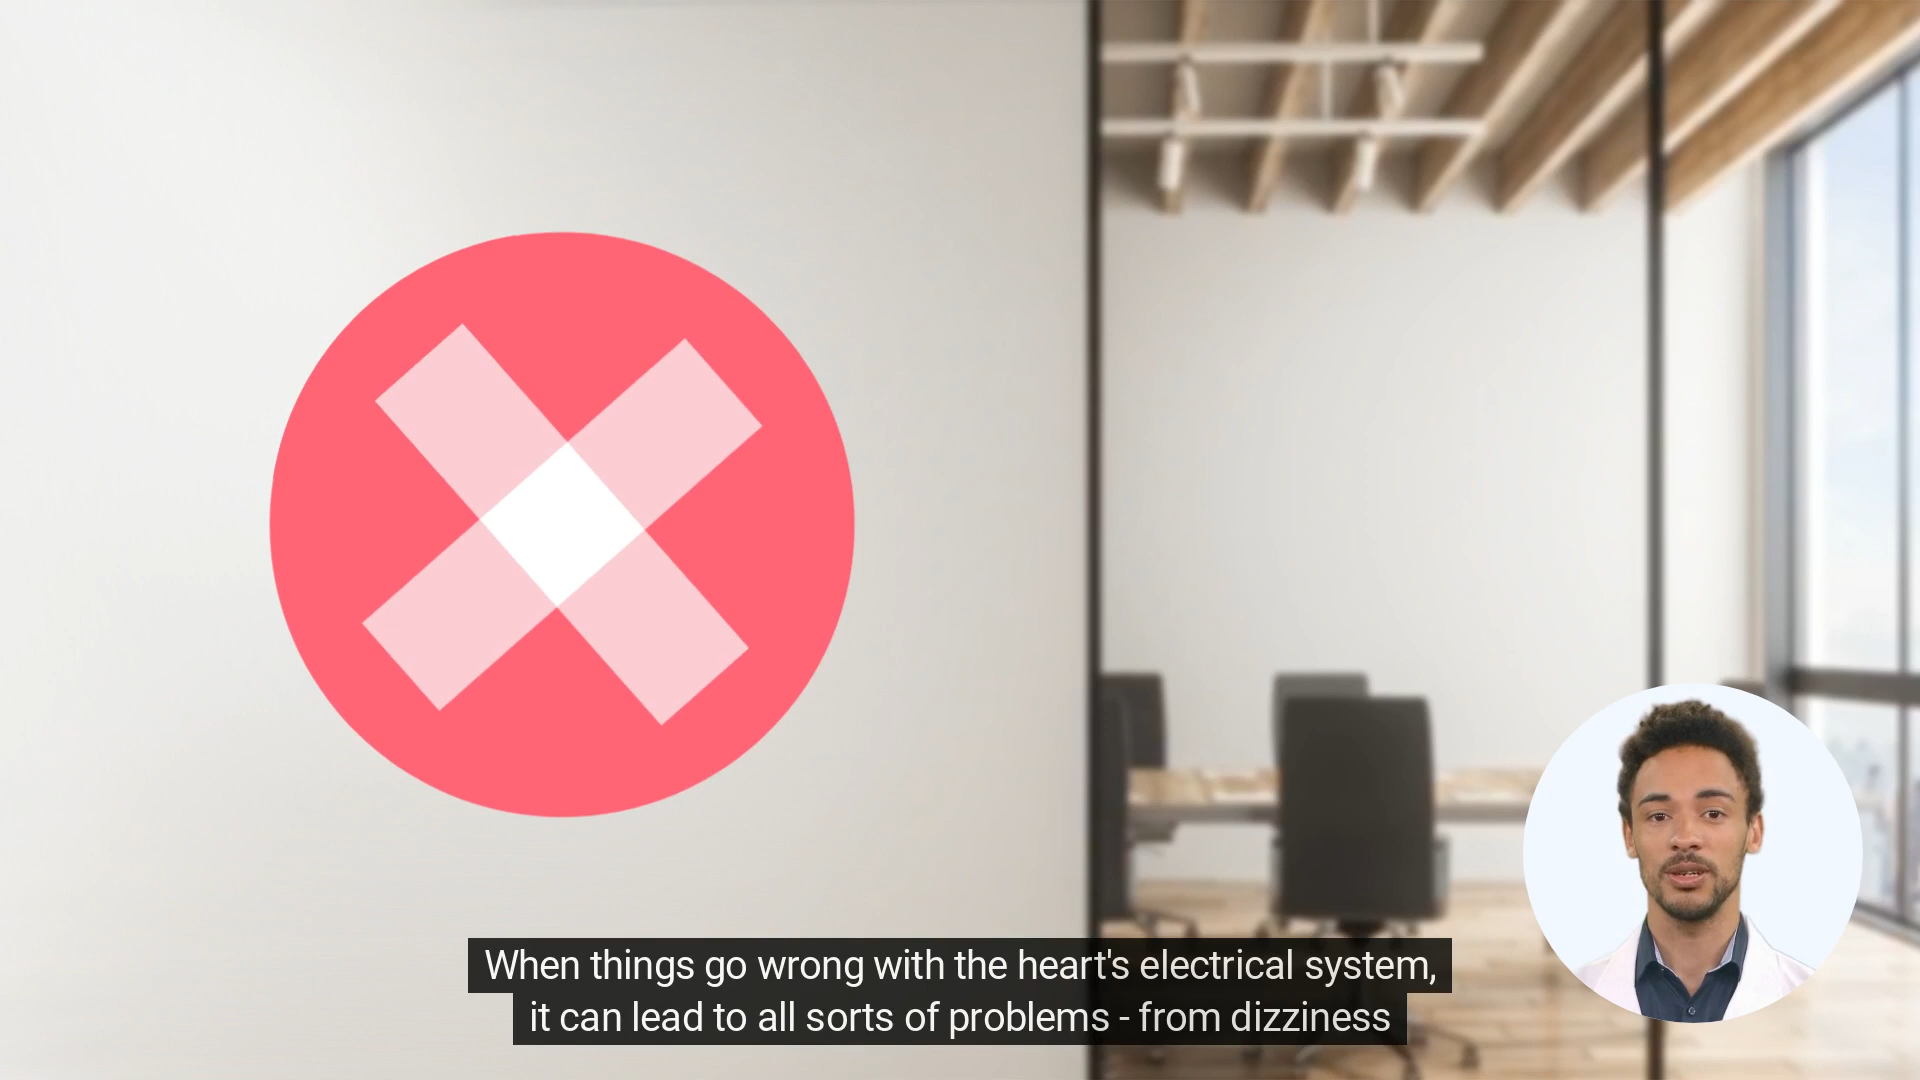 When things go wrong with the heart's electrical system,
it can lead to all sorts of problems - from dizziness